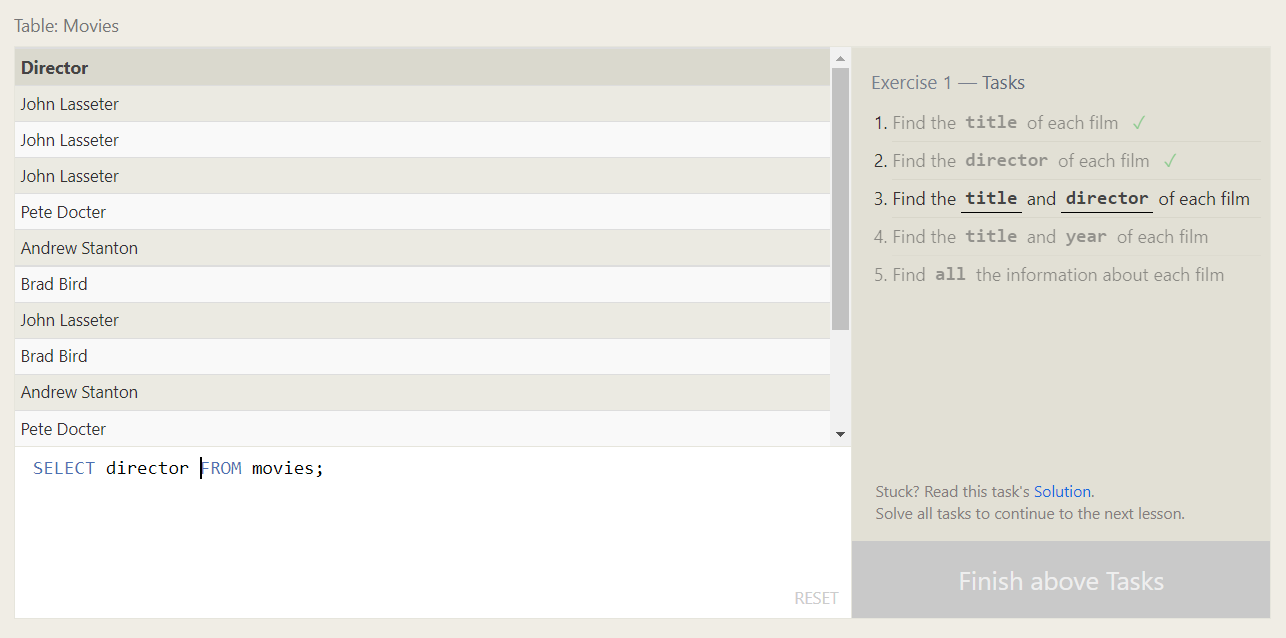 Table: Movies
Director
John Lasseter
John Lasseter
John Lasseter
Pete Docter
Andrew Stanton
Brad Bird
John Lasseter
Brad Bird
Andrew Stanton
Pete Docter
SELECT director FROM movies;
RESET
Exercise 1 — Tasks
1. Find the title of each film ✓
2. Find the director of each film ✓
3. Find the title and director of each film
4. Find the title and year of each film
5. Find all the information about each film
Stuck? Read this task's Solution.
Solve all tasks to continue to the next lesson.
Finish above Tasks